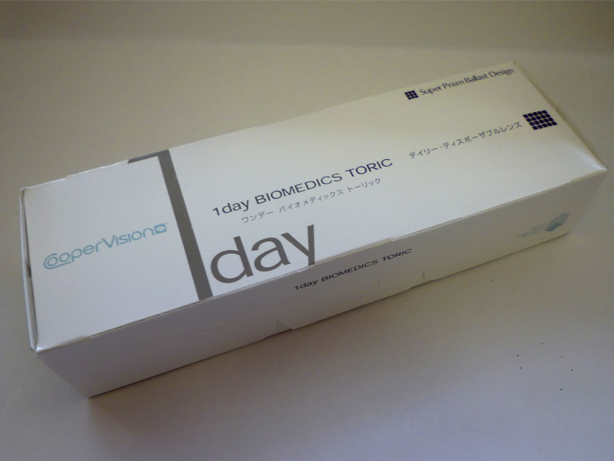 Super Prism Ballast Design
1day BIOMEDICS TORIC
ワンデー バイオメディックス トーリック
デイリー・ディスポーザブルレンズ
CooperVision
1day
1day BIOMEDICS TORIC